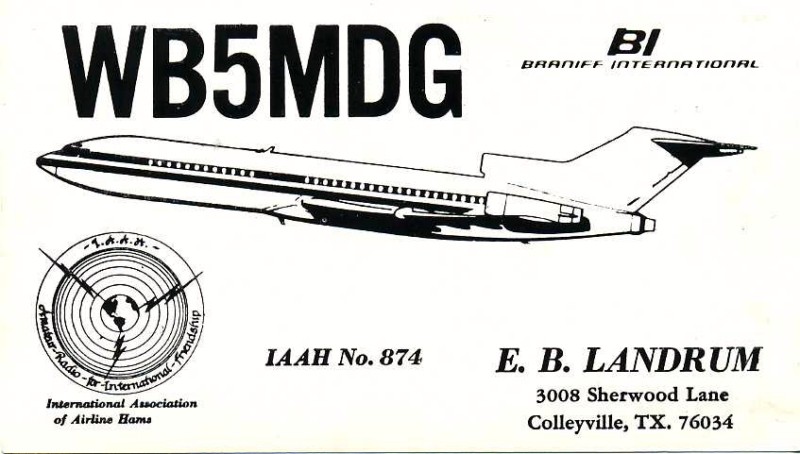 WB5MDG
BI
BRANIFF INTERNATIONAL
- I.A.A.H. -
Amateur-Radio-for-International-Friendship
International Association
of Airline Hams
IAAH No. 874
E. B. LANDRUM
3008 Sherwood Lane
Colleyville, TX. 76034